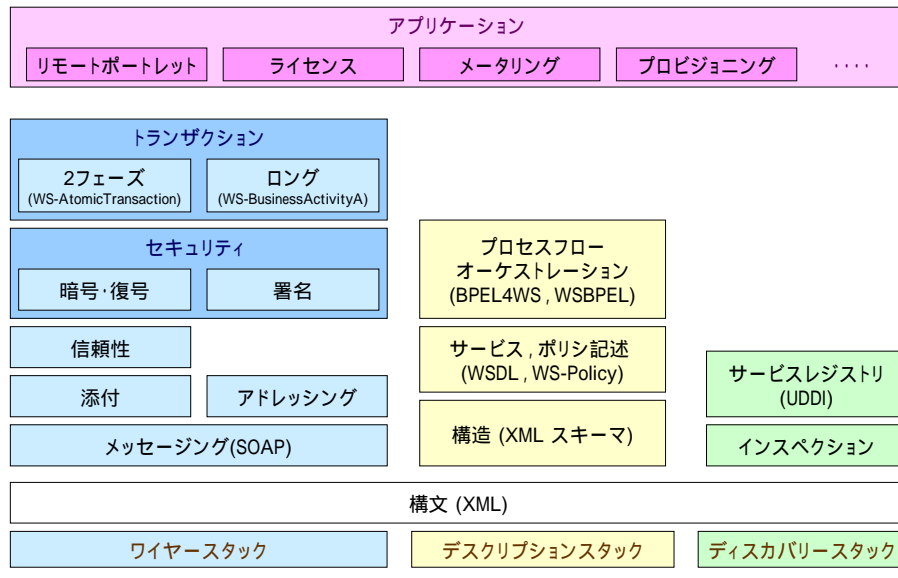 アプリケーション
リモートポートレット
ライセンス
メータリング
プロビジョニング
····
トランザクション
2フェーズ
(WS-AtomicTransaction)
ロング
(WS-BusinessActivityA)
セキュリティ
暗号·復号
署名
信頼性
添付
アドレッシング
メッセージング(SOAP)
プロセスフロー
オーケストレーション
(BPEL4WS , WSBPEL)
サービス , ポリシ記述
(WSDL , WS-Policy)
構造 (XML スキーマ)
サービスレジストリ
(UDDI)
インスペクション
構文 (XML)
ワイヤースタック
デスクリプションスタック
ディスカバリースタック